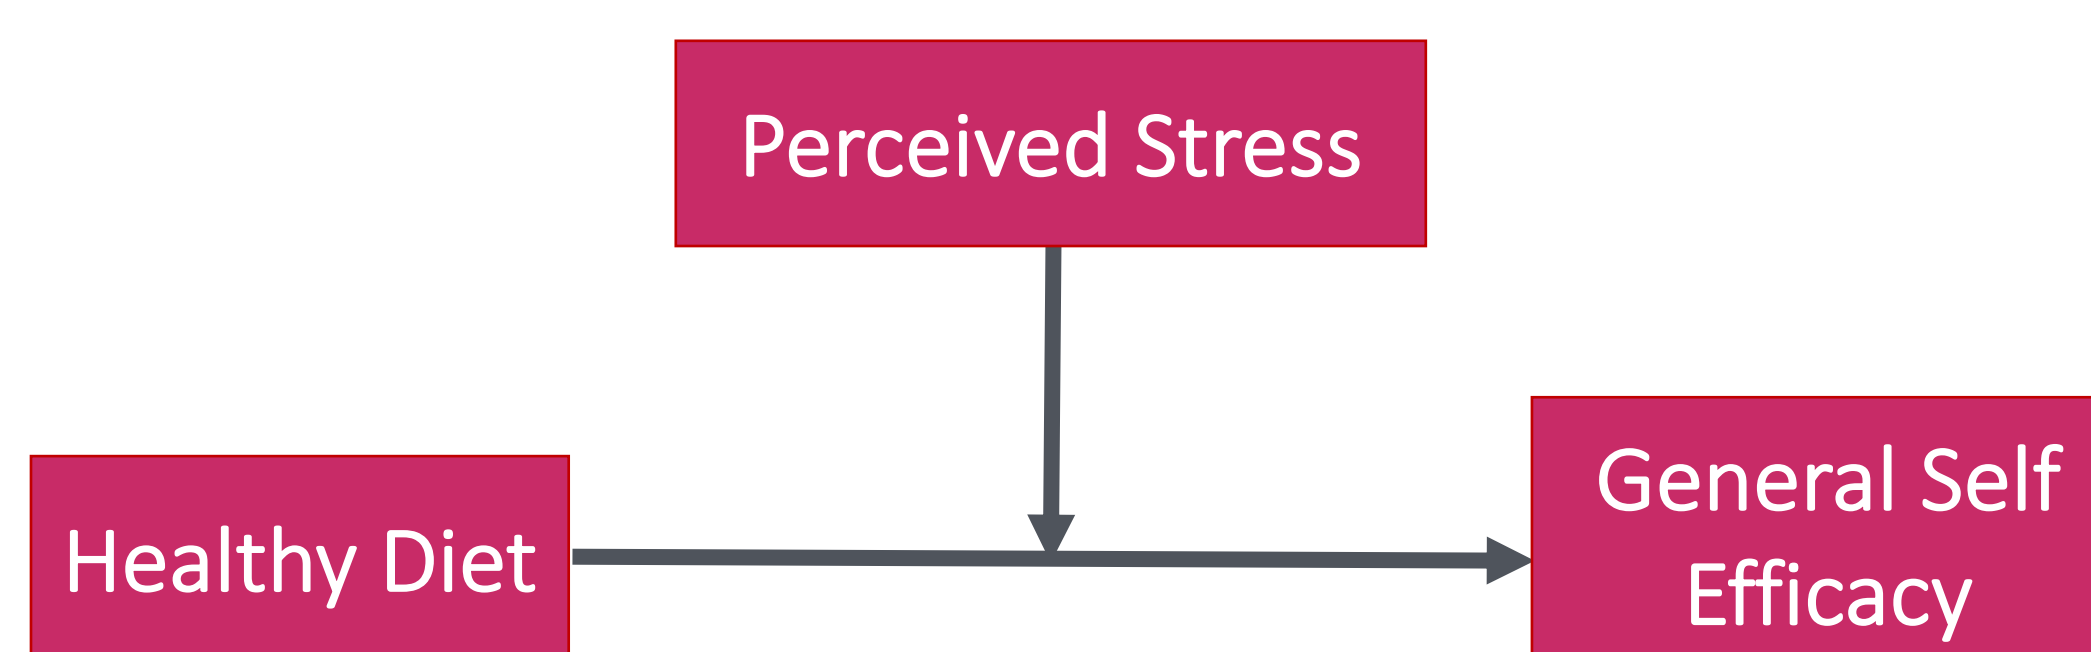 Perceived Stress
Healthy Diet
General Self
Efficacy